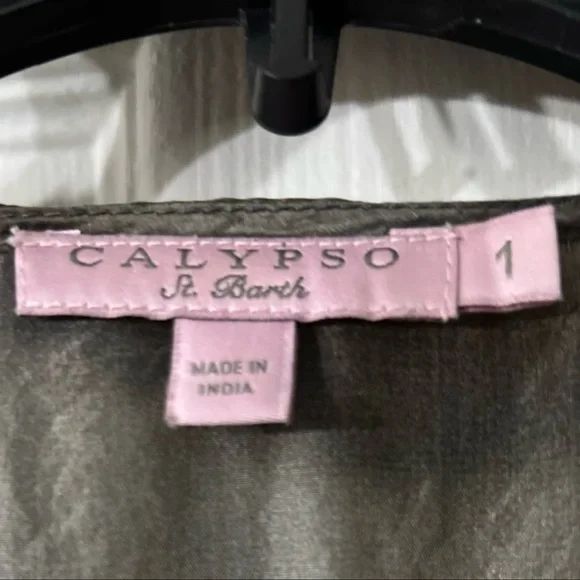 CALYPSO
St. Barth
1
MADE IN
INDIA